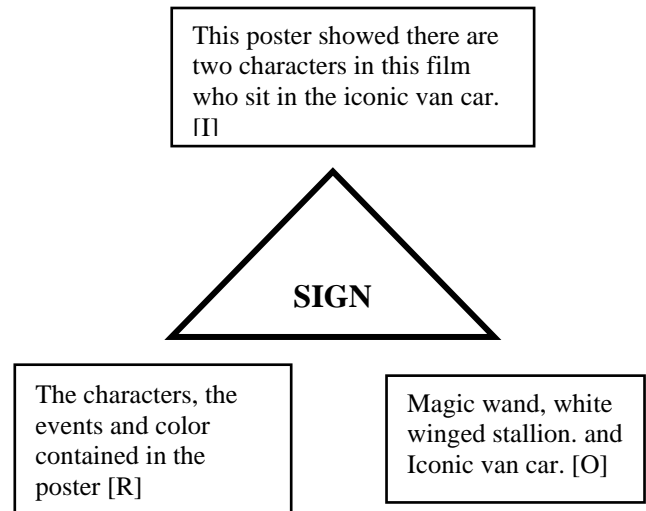 This poster showed there are
two characters in this film
who sit in the iconic van car.
[I]
SIGN
The characters, the
events and color
contained in the
poster [R]
Magic wand, white
winged stallion. and
Iconic van car. [O]